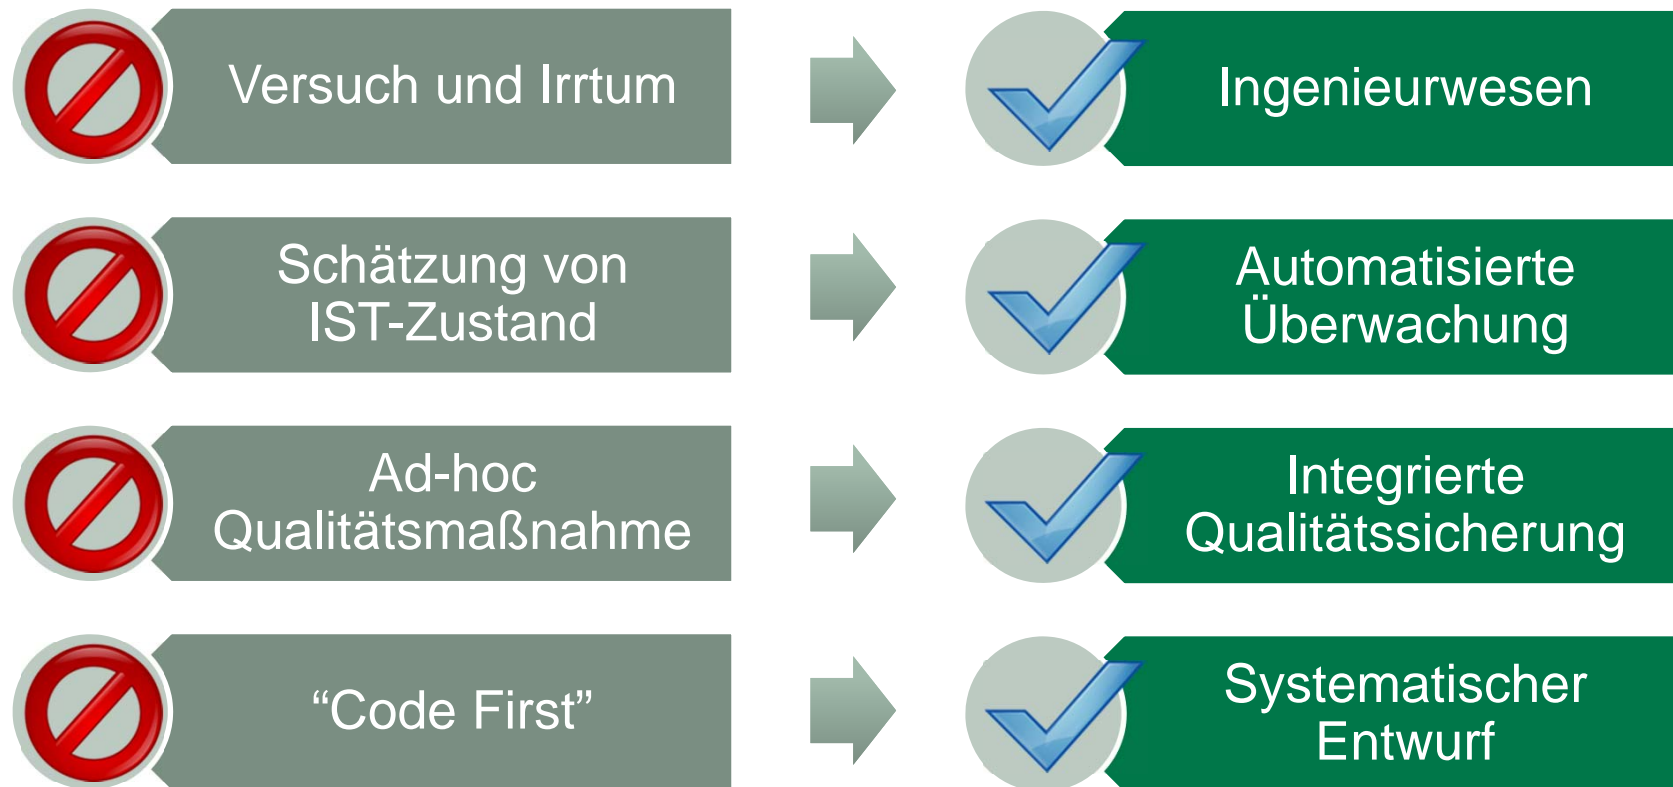 Versuch und Irrtum
Ingenieurwesen
Schätzung von
IST-Zustand
Automatisierte
Überwachung
Ad-hoc
Qualitätsmaßnahme
Integrierte
Qualitätssicherung
“Code First”
Systematischer
Entwurf